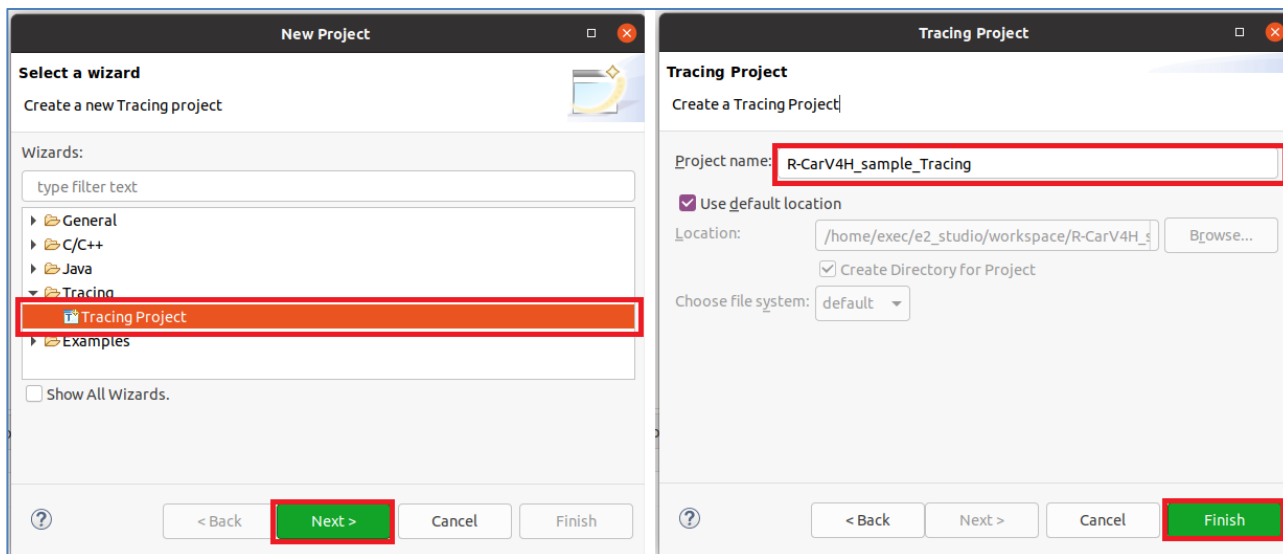 New Project
Select a wizard
Create a new Tracing project
Wizards:
type filter text
General
C/C++
Java
Tracing
Tracing Project
Examples
Show All Wizards.
< Back
Next >
Cancel
Finish
Tracing Project
Tracing Project
Create a Tracing Project
Project name:
R-CarV4H_sample_Tracing
Use default location
Location:
/home/exec/e2_studio/workspace/R-CarV4H_s
Browse...
Create Directory for Project
Choose file system:
default
< Back
Next >
Cancel
Finish